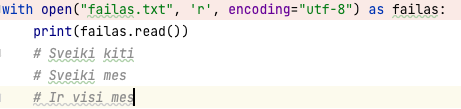 with open("failas.txt", 'r', encoding="utf-8") as failas:
    print(failas.read())
    # Sveiki kiti
    # Sveiki mes
    # Ir visi mes